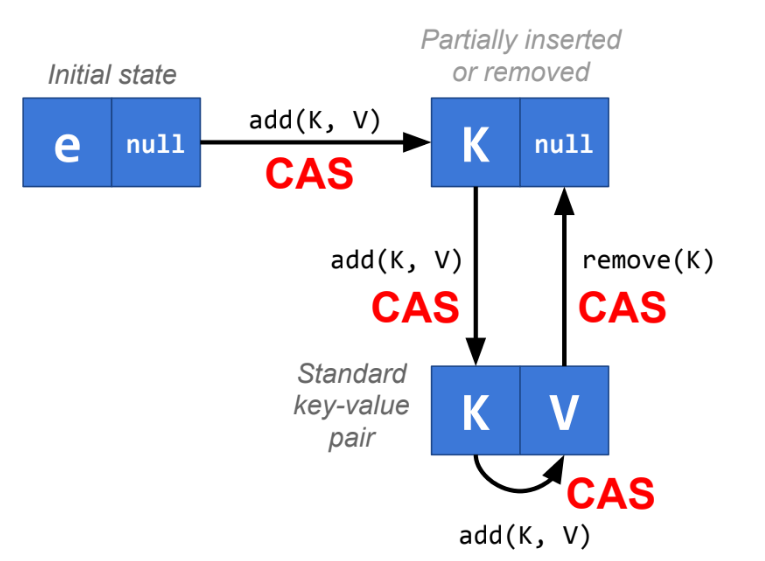 Partially inserted
or removed
Initial state
e null
add(K, V)
CAS
K null
add(K, V)
CAS
remove(K)
CAS
Standard
key-value
pair
K V
CAS
add(K, V)